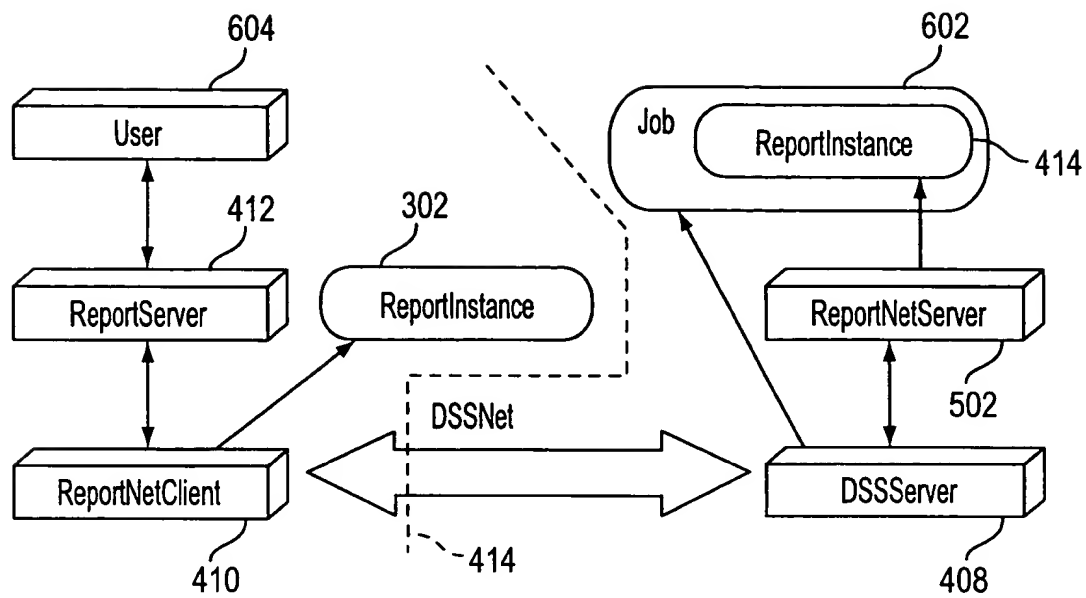 604
User
412
ReportServer
302
ReportInstance
602
Job
ReportInstance
414
ReportNetServer
502
DSSNet
ReportNetClient
410
414
DSSServer
408